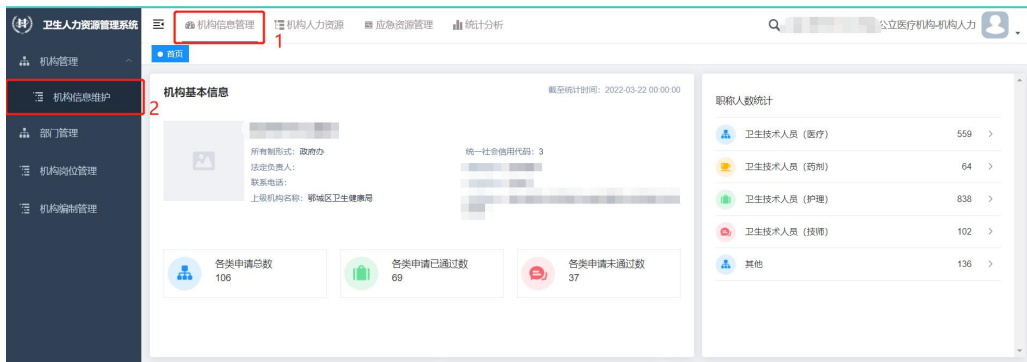 卫生人力资源管理系统
机构信息管理
机构人力资源
应急资源管理
统计分析
公立医疗机构-机构人力
1
机构管理
首页
机构信息维护
2
部门管理
机构岗位管理
机构编制管理
机构基本信息
截至统计时间：2022-03-22 00:00:00
所有制形式：政府办
统一社会信用代码：3
法定负责人：
联系电话：
上级机构名称：鄂城区卫生健康局
各类申请总数
106
各类申请已通过数
69
各类申请未通过数
37
职称人数统计
卫生技术人员（医疗） 559
卫生技术人员（药剂） 64
卫生技术人员（护理） 838
卫生技术人员（技师） 102
其他 136